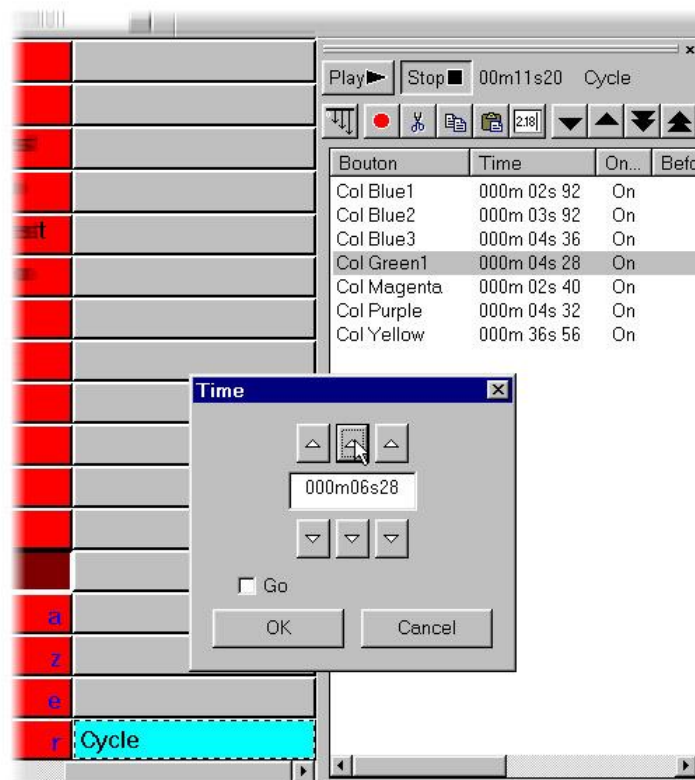 Play Stop 00m11s20 Cycle
2.18
Bouton Time On... Befo
Col Blue1 000m 02s 92 On
Col Blue2 000m 03s 92 On
Col Blue3 000m 04s 36 On
Col Green1 000m 04s 28 On
Col Magenta 000m 02s 40 On
Col Purple 000m 04s 32 On
Col Yellow 000m 36s 56 On
Time
000m06s28
Go
OK Cancel
a
z
e
r Cycle